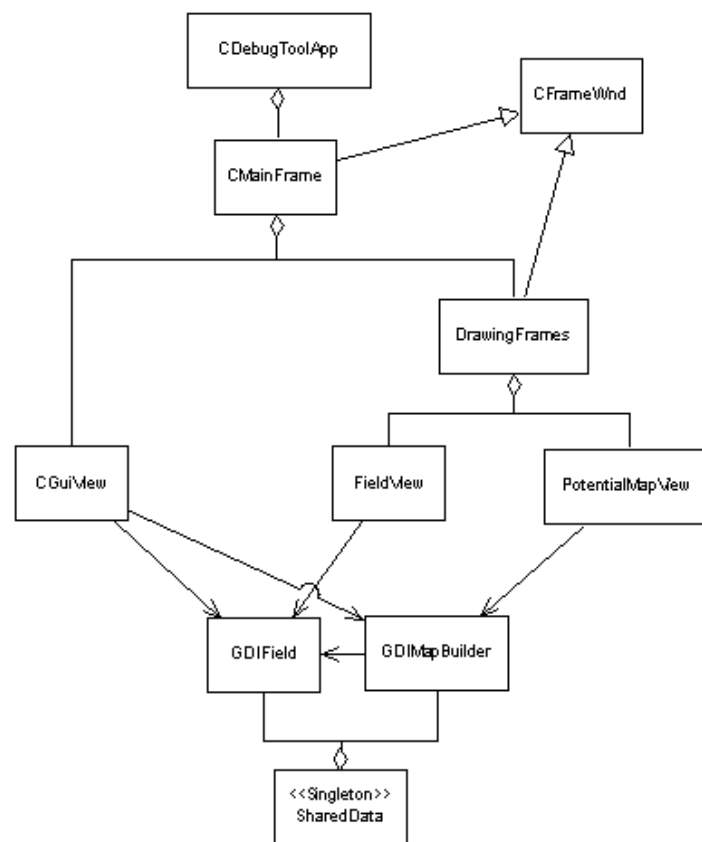 CDebugToolApp
CFrameWnd
CMainFrame
DrawingFrames
CGuiView
FieldView
PotentialMapView
GDIField
GDIMapBuilder
<<Singleton>>
SharedData